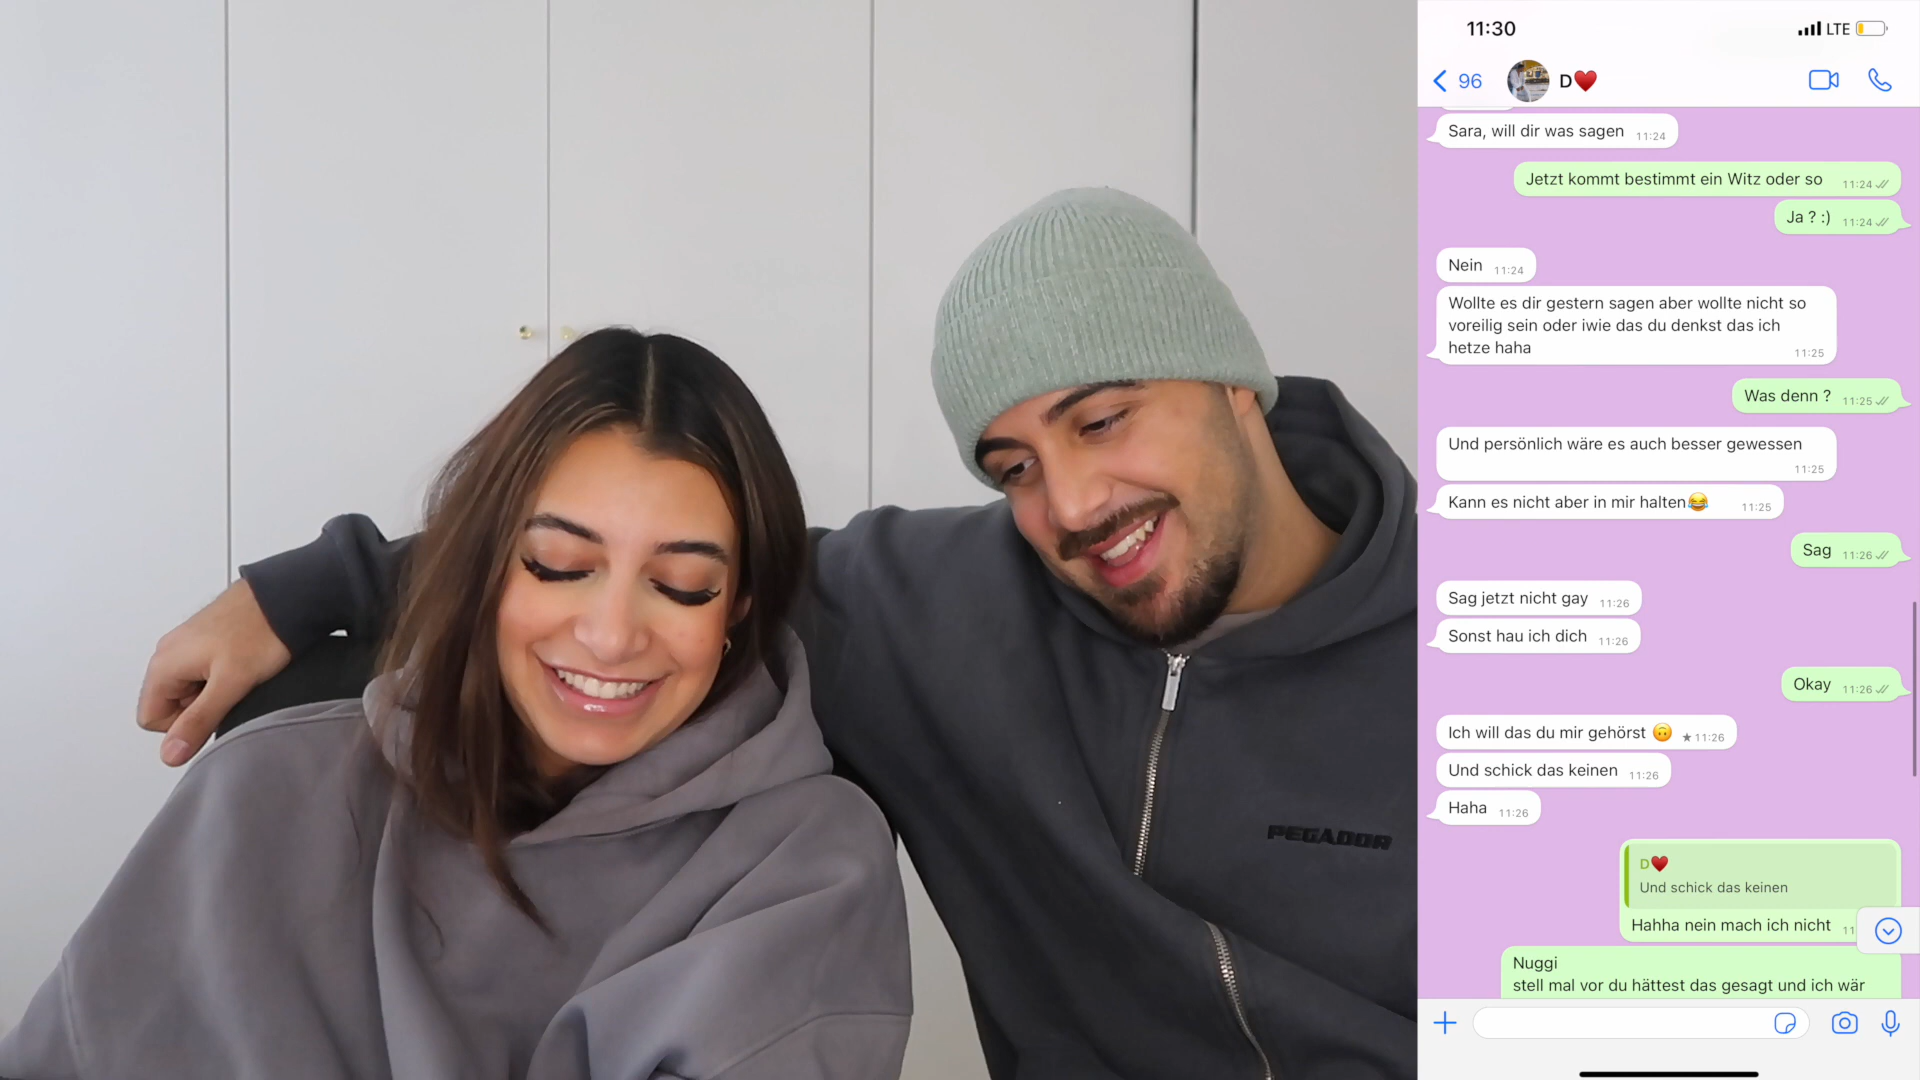 11:30
LTE
96
D❤️
Sara, will dir was sagen 11:24
Jetzt kommt bestimmt ein Witz oder so 11:24
Ja ? :) 11:24
Nein 11:24
Wollte es dir gestern sagen aber wollte nicht so
voreilig sein oder iwie das du denkst das ich
hetze haha
11:25
Was denn ? 11:25
Und persönlich wäre es auch besser gewessen
11:25
Kann es nicht aber in mir halten😂 11:25
Sag 11:26
Sag jetzt nicht gay 11:26
Sonst hau ich dich 11:26
Okay 11:26
Ich will das du mir gehörst 🙃 ★ 11:26
Und schick das keinen 11:26
Haha 11:26
D❤️
Und schick das keinen
Hahha nein mach ich nicht 11
Nuggi
stell mal vor du hättest das gesagt und ich wär
PEGADOR